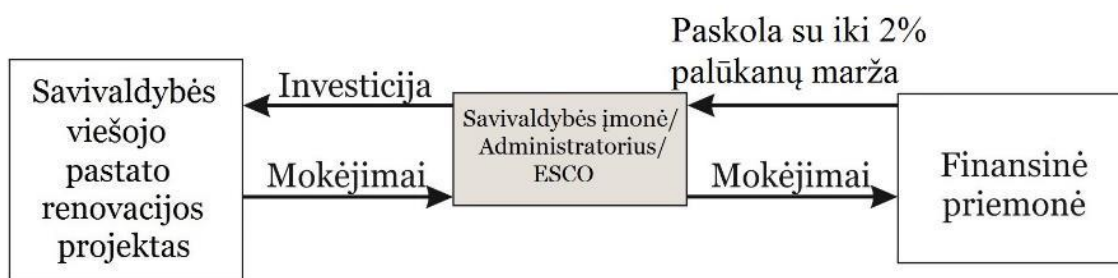 Savivaldybės
viešojo
pastato
renovacijos
projektas
Investicija
Mokėjimai
Savivaldybės įmonė/
Administratorius/
ESCO
Paskola su iki 2%
palūkanų marža
Mokėjimai
Finansinė
priemonė